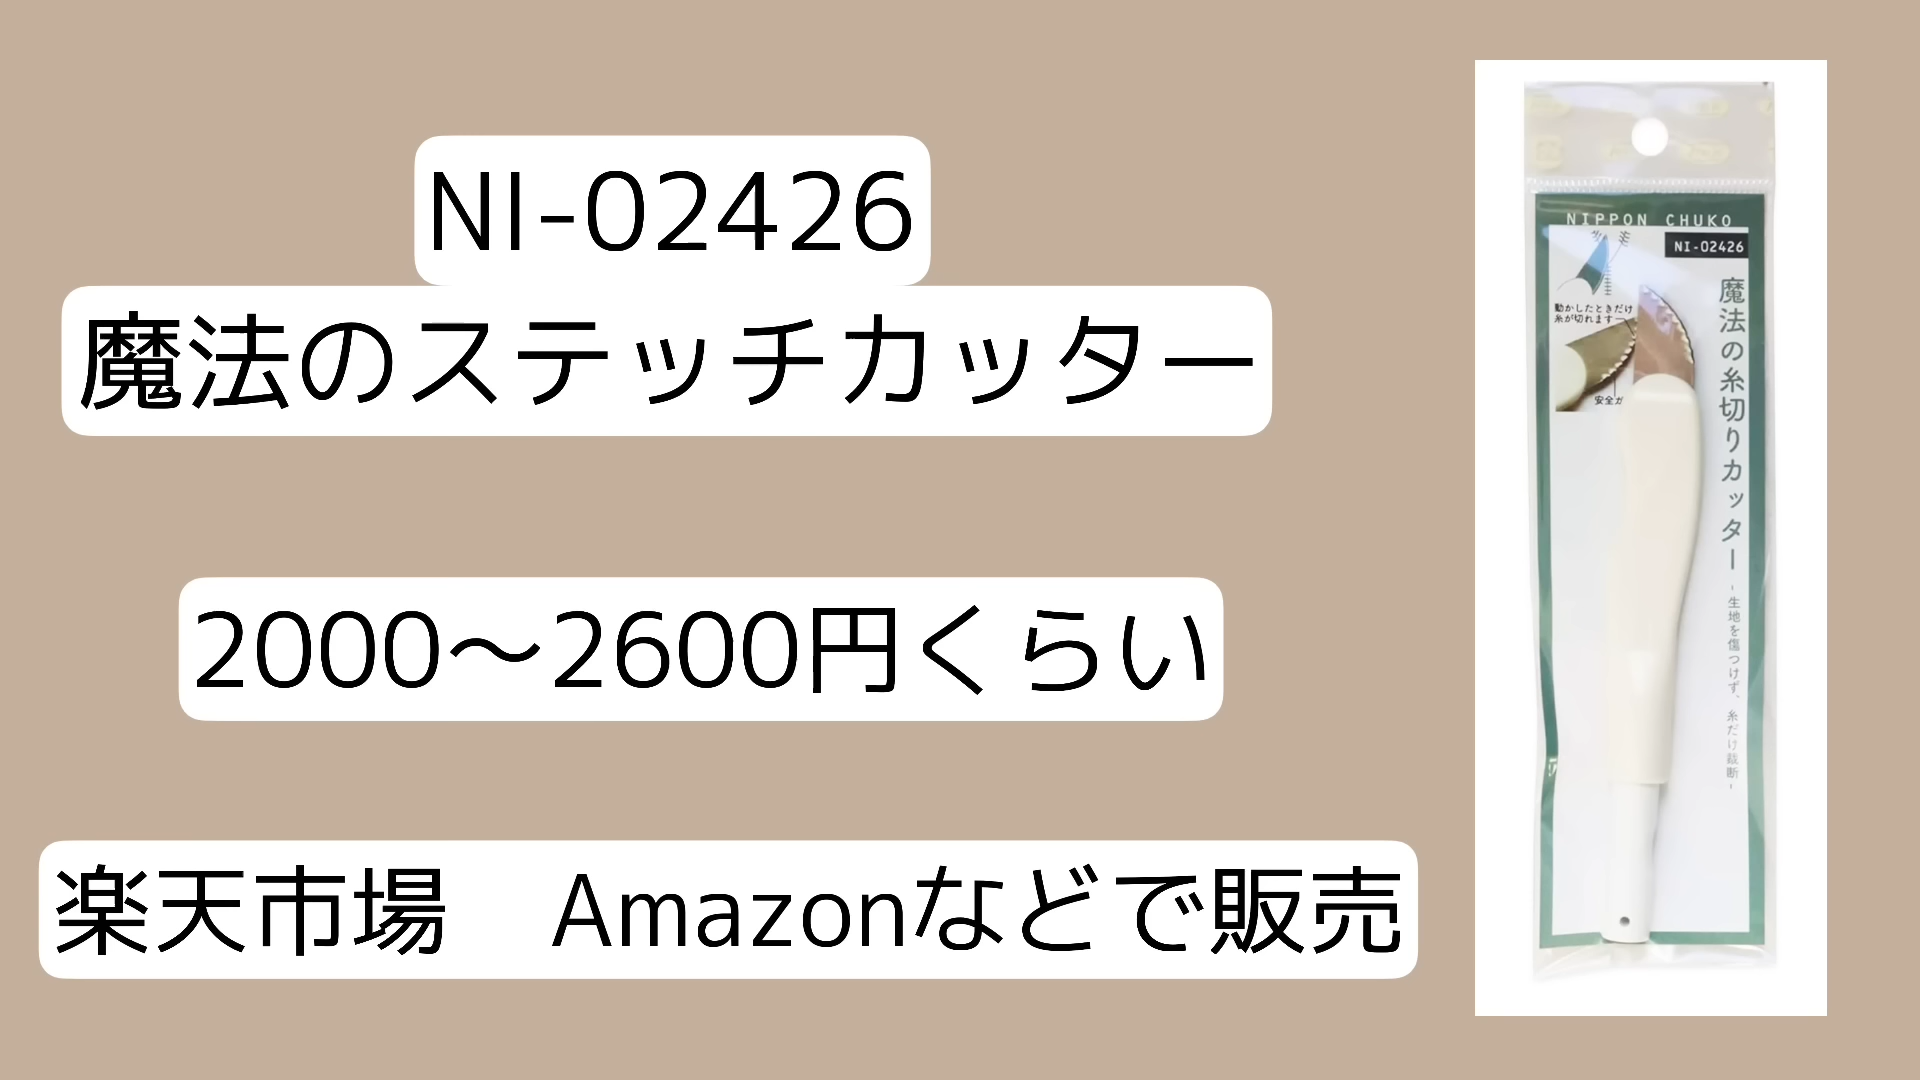 NI-02426
魔法のステッチカッター
2000〜2600円くらい
楽天市場　Amazonなどで販売
NIPPON CHUKO
NI-02426
動かしたときだけ
糸が切れます
安全ガ
魔法の糸切りカッター
- 生地を傷つけず、糸だけ裁断 -